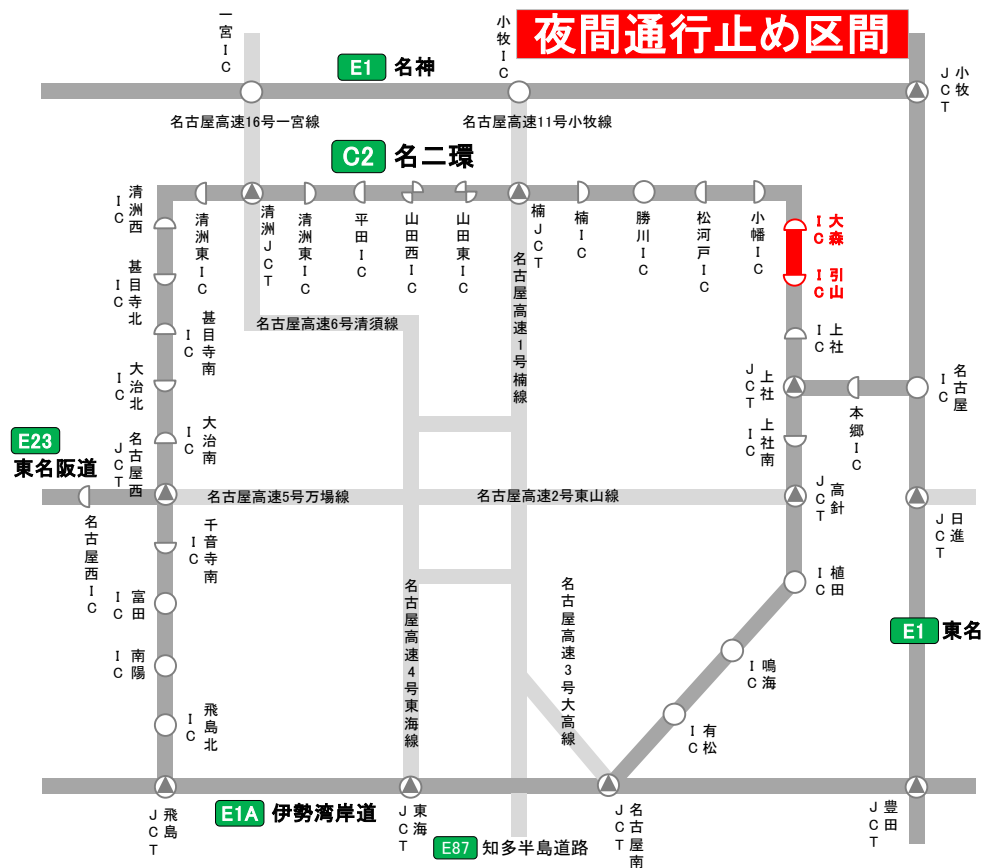 夜間通行止め区間
一宮IC
小牧IC
E1 名神
小牧JCT
名古屋高速16号一宮線
名古屋高速11号小牧線
C2 名二環
清洲西IC
清洲東IC
清洲JCT
清洲東IC
平田IC
山田西IC
山田東IC
楠JCT
楠IC
勝川IC
松河戸IC
小幡IC
大森IC
引山IC
甚目寺北IC
名古屋高速1号楠線
名古屋高速6号清須線
甚目寺南IC
上社IC
大治北IC
上社JCT
名古屋IC
本郷IC
大治南IC
上社南IC
E23
東名阪道
名古屋西JCT
名古屋高速5号万場線
名古屋高速2号東山線
高針JCT
名古屋西IC
日進JCT
千音寺南IC
植田IC
富田IC
名古屋高速4号東海線
名古屋高速3号大高線
E1 東名
南陽IC
鳴海IC
飛島北IC
有松IC
E1A 伊勢湾岸道
飛島JCT
東海JCT
名古屋南JCT
豊田JCT
E87 知多半島道路